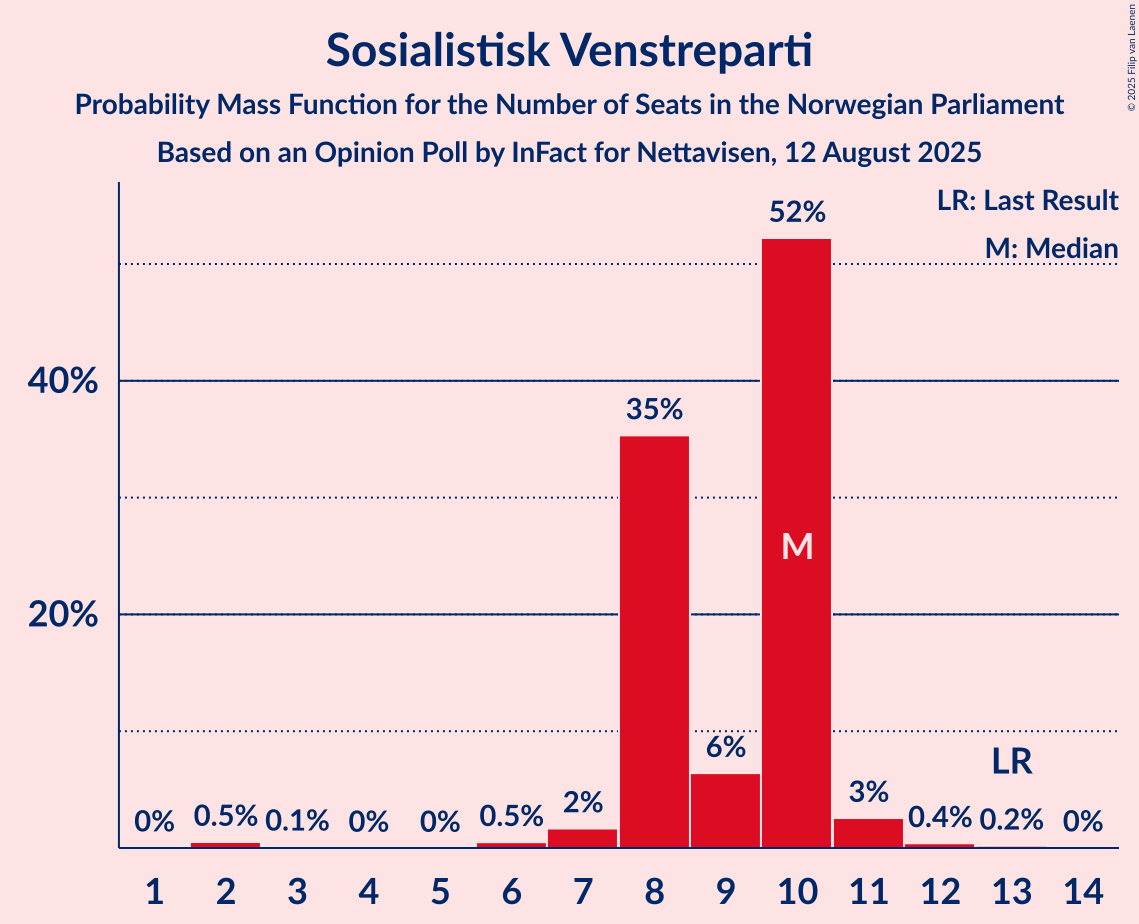 Sosialistisk Venstreparti
Probability Mass Function for the Number of Seats in the Norwegian Parliament
Based on an Opinion Poll by InFact for Nettavisen, 12 August 2025
© 2025 Filip van Laenen
LR: Last Result
M: Median
52%
40%
35%
M
20%
6%
LR
0% 0.5% 0.1% 0% 0% 0.5% 2% 3% 0.4% 0.2% 0%
1 2 3 4 5 6 7 8 9 10 11 12 13 14